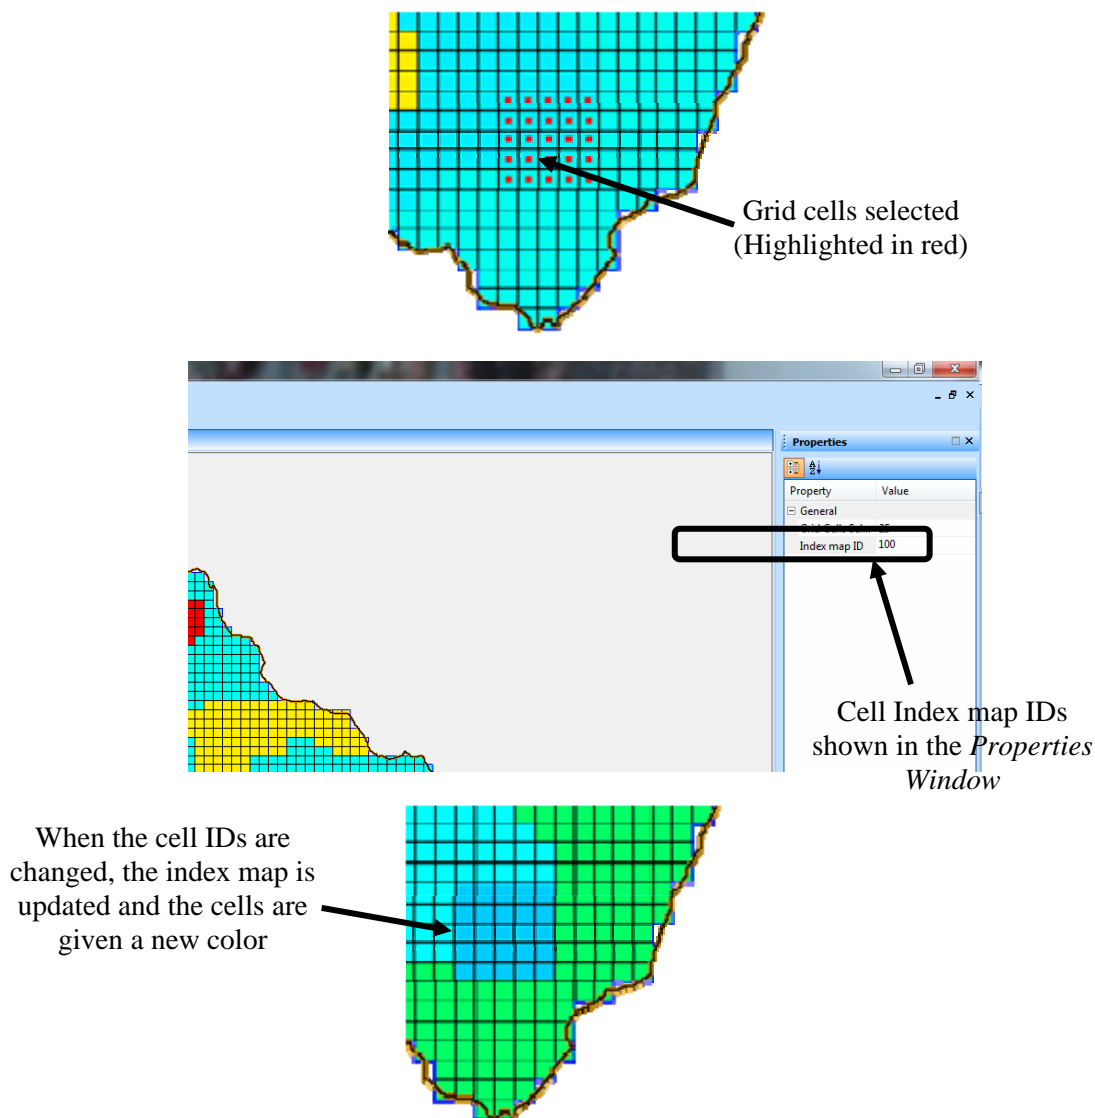 Grid cells selected
(Highlighted in red)
Properties
Property Value
General
Index map ID 100
Cell Index map IDs
shown in the Properties
Window
When the cell IDs are
changed, the index map is
updated and the cells are
given a new color